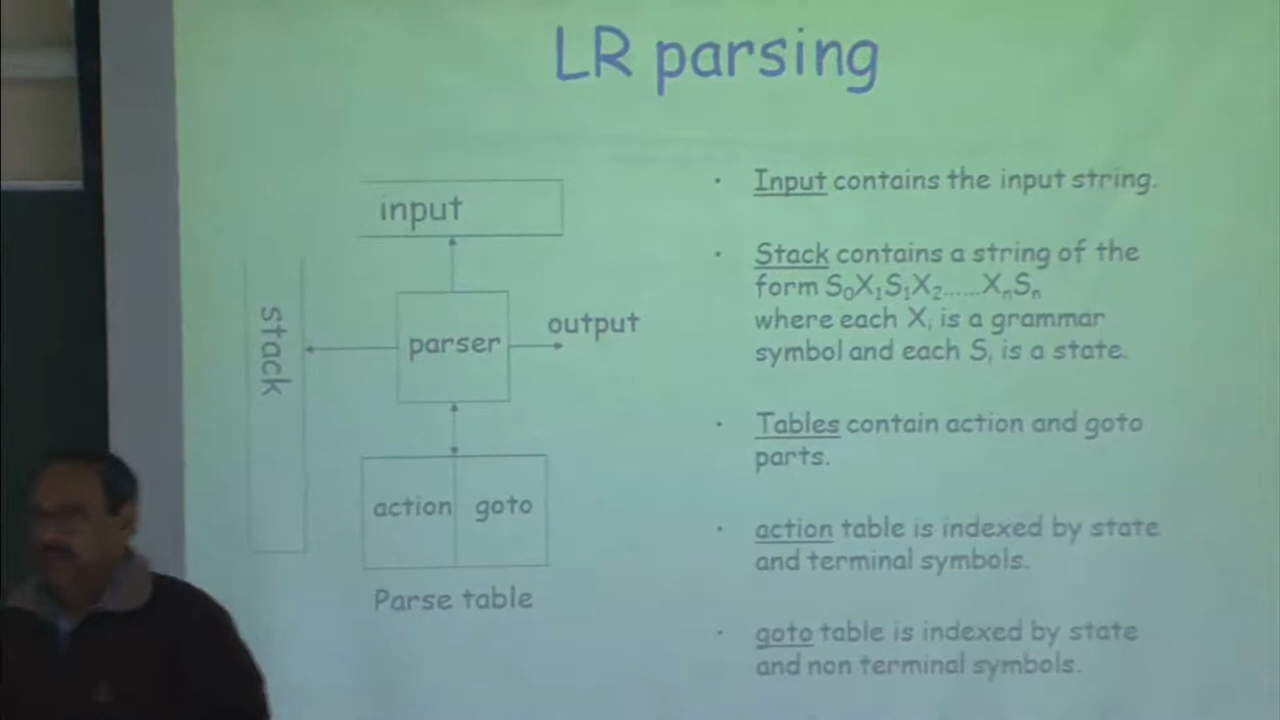 LR parsing
input
stack
parser
output
action goto
Parse table
· Input contains the input string.
· Stack contains a string of the
form S₀X₁S₁X₂......XₙSₙ
where each Xᵢ is a grammar
symbol and each Sᵢ is a state.
· Tables contain action and goto
parts.
· action table is indexed by state
and terminal symbols.
· goto table is indexed by state
and non terminal symbols.